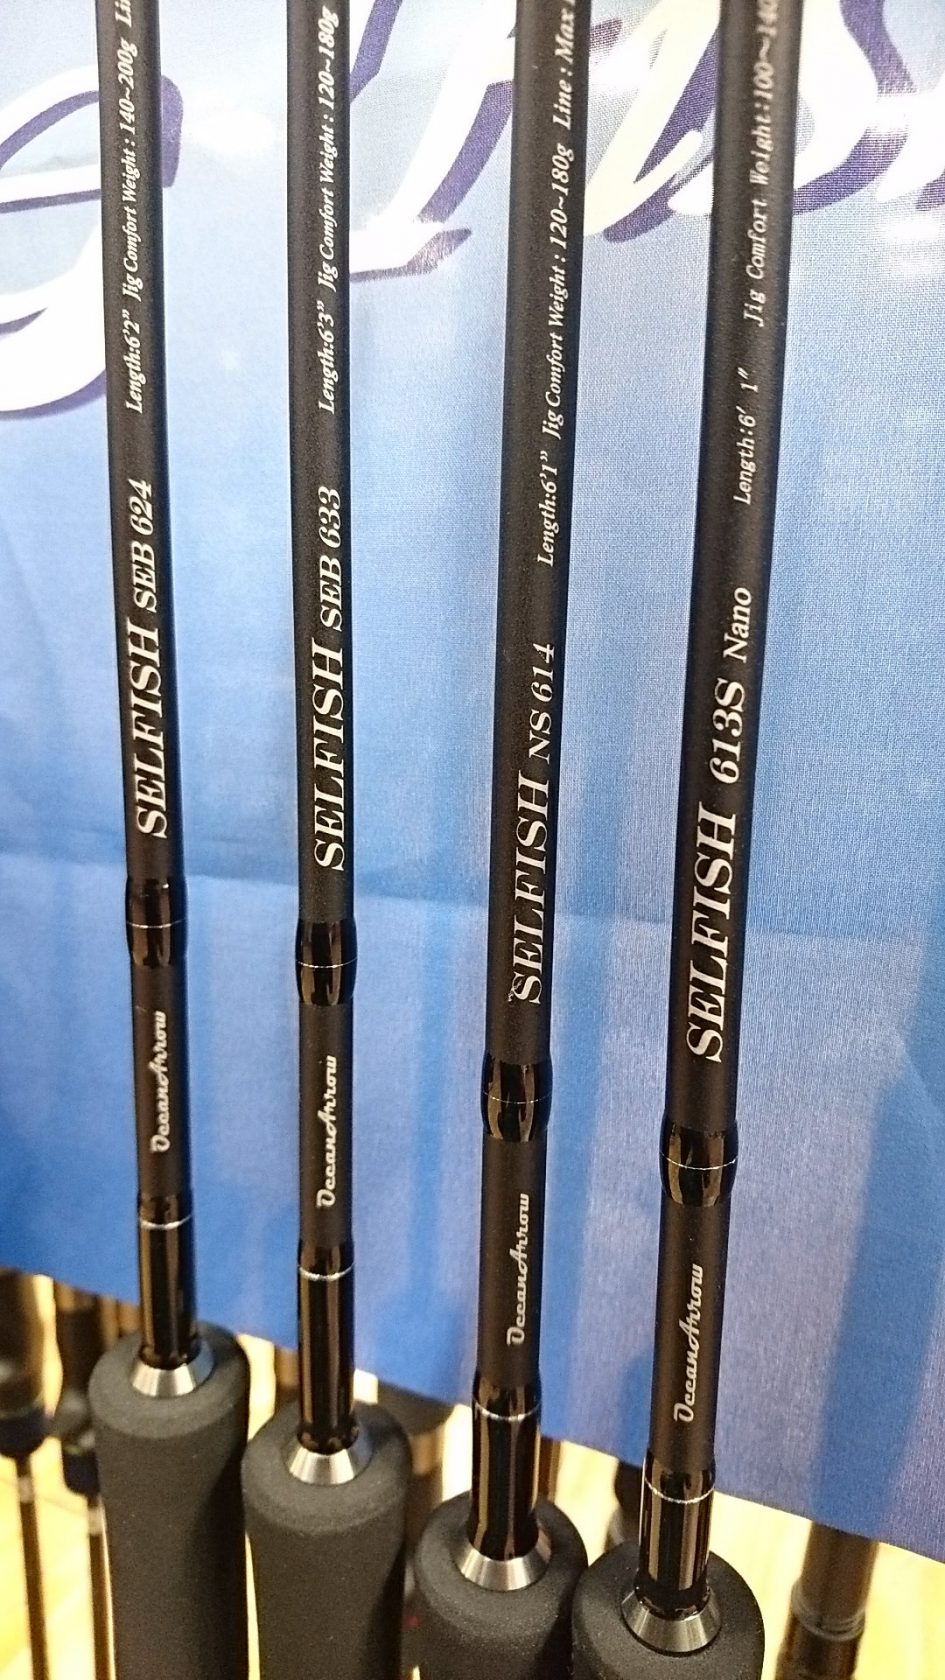 SELFISH SEB 624 Length:6'2” Jig Comfort Weight : 140~200g
OceanArrow
SELFISH SEB 633 Length:6'3” Jig Comfort Weight : 120~180g
OceanArrow
SELFISH NS 614 Length:6'1” Jig Comfort Weight : 120~180g Line : Max
OceanArrow
SELFISH 613S Nano Length:6' 1” Jig Comfort Weight:100~140
OceanArrow